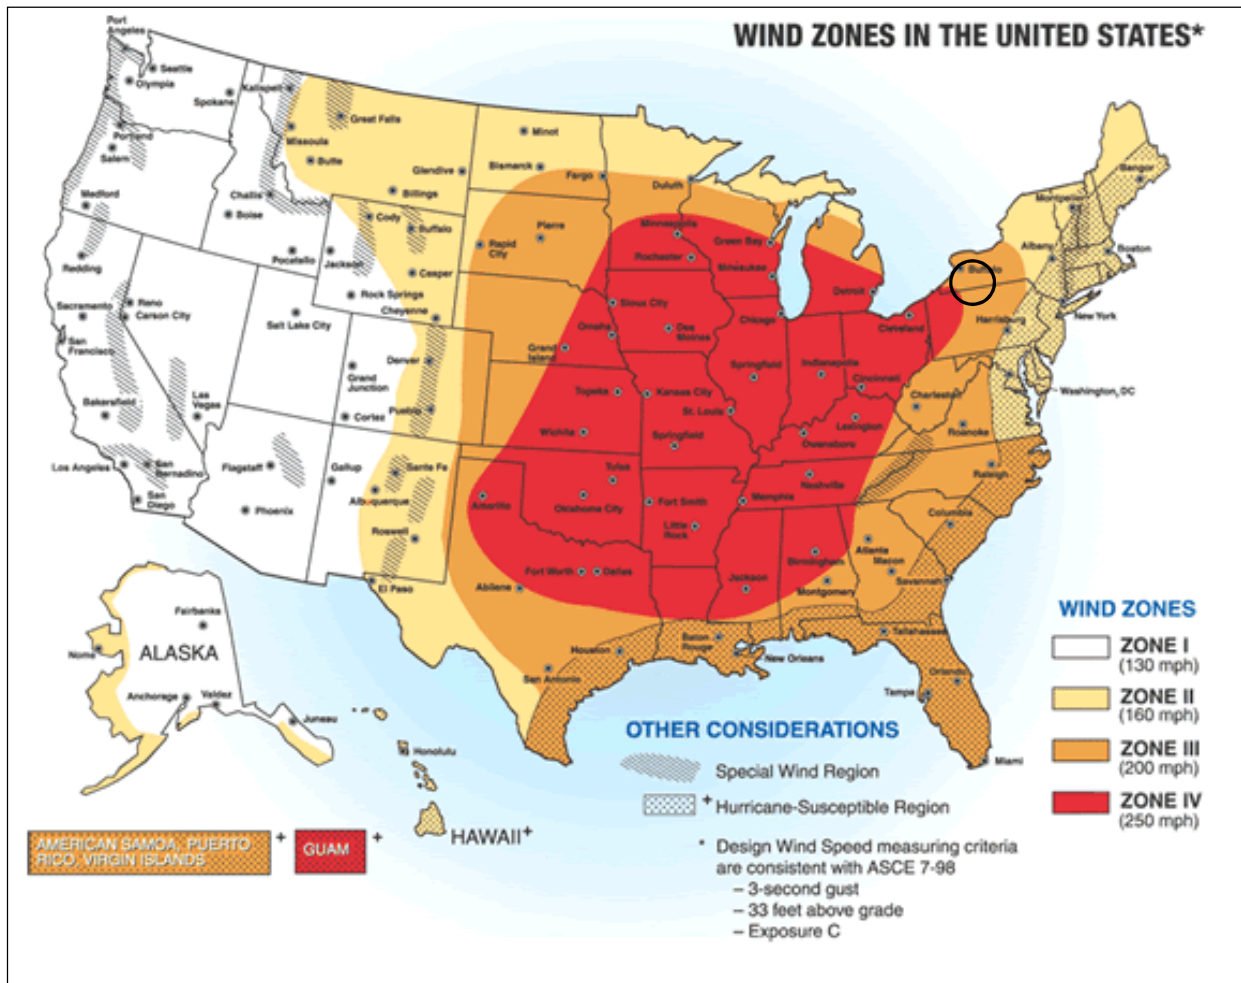 WIND ZONES IN THE UNITED STATES*
Port
Angeles
Seattle
Olympia
Spokane
Kalispell
Portland
Salem
Medford
Missoula
Great Falls
Butte
Glendive
Billings
Challis
Boise
Pocatello
Jackson
Cody
Buffalo
Casper
Rock Springs
Cheyenne
Minot
Bismarck
Fargo
Duluth
Pierre
Rapid
City
Minneapolis
Rochester
Green Bay
Milwaukee
Detroit
Buffalo
Albany
Montpelier
Bangor
Boston
New York
Harrisburg
Washington, DC
Redding
Sacramento
San
Francisco
Reno
Carson City
Salt Lake City
Grand
Junction
Cortez
Denver
Pueblo
Bakersfield
Las
Vegas
Los Angeles
San
Bernadino
San
Diego
Flagstaff
Phoenix
Gallup
Sante Fe
Albuquerque
Roswell
El Paso
Sioux City
Omaha
Grand
Island
Des
Moines
Chicago
Cleveland
Springfield
Indianapolis
Cincinnati
Topeka
Kansas City
St. Louis
Wichita
Springfield
Lexington
Owensboro
Charleston
Roanoke
Raleigh
Tulsa
Amarillo
Oklahoma City
Fort Smith
Little
Rock
Memphis
Nashville
Columbia
Atlanta
Macon
Savannah
Birmingham
Montgomery
Jackson
Fort Worth
Dallas
Abilene
Houston
San Antonio
Baton
Rouge
New Orleans
Tallahassee
Orlando
Tampa
Miami
ALASKA
Fairbanks
Nome
Anchorage
Valdez
Juneau
Honolulu
HAWAII+
AMERICAN SAMOA, PUERTO
RICO, VIRGIN ISLANDS
+
GUAM
+
OTHER CONSIDERATIONS
Special Wind Region
+ Hurricane-Susceptible Region
* Design Wind Speed measuring criteria
are consistent with ASCE 7-98
– 3-second gust
– 33 feet above grade
– Exposure C
WIND ZONES
ZONE I
(130 mph)
ZONE II
(160 mph)
ZONE III
(200 mph)
ZONE IV
(250 mph)